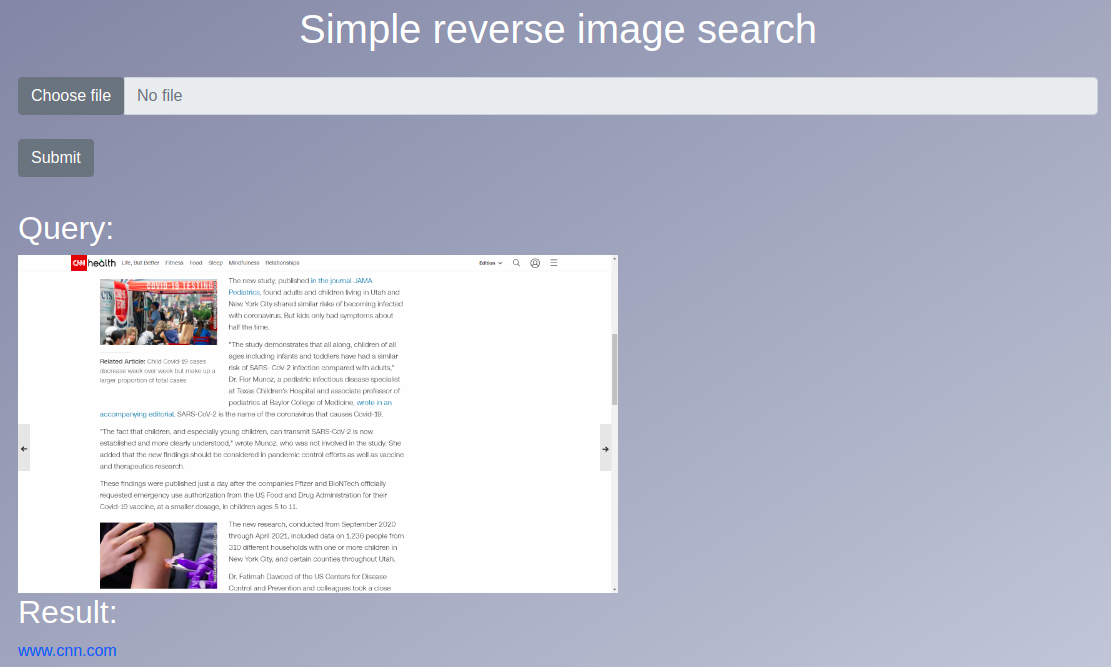 Simple reverse image search
Choose file No file
Submit
Query:
CNN health Life, But Better Fitness Food Sleep Mindfulness Relationships Edition
COVID-19 TESTING
The new study, published in the journal JAMA
Pediatrics, found adults and children living in Utah and
New York City shared similar risks of becoming infected
with coronavirus. But kids only had symptoms about
half the time.
Related Article: Child Covid-19 cases
decrease week over week but make up a
larger proportion of total cases
"The study demonstrates that all along, children of all
ages including infants and toddlers have had a similar
risk of SARS- CoV-2 infection compared with adults,"
Dr. Flor Munoz, a pediatric infectious disease specialist
at Texas Children's Hospital and associate professor of
pediatrics at Baylor College of Medicine, wrote in an
accompanying editorial. SARS-CoV-2 is the name of the coronavirus that causes Covid-19.
"The fact that children, and especially young children, can transmit SARS-CoV-2 is now
established and more clearly understood," wrote Munoz, who was not involved in the study. She
added that the new findings should be considered in pandemic control efforts as well as vaccine
and therapeutics research.
These findings were published just a day after the companies Pfizer and BioNTech officially
requested emergency use authorization from the US Food and Drug Administration for their
Covid-19 vaccine, at a smaller dosage, in children ages 5 to 11.
The new research, conducted from September 2020
through April 2021, included data on 1,236 people from
310 different households with one or more children in
New York City, and certain counties throughout Utah.
Dr. Fatimah Dawood of the US Centers for Disease
Control and Prevention and colleagues took a close
Result:
www.cnn.com